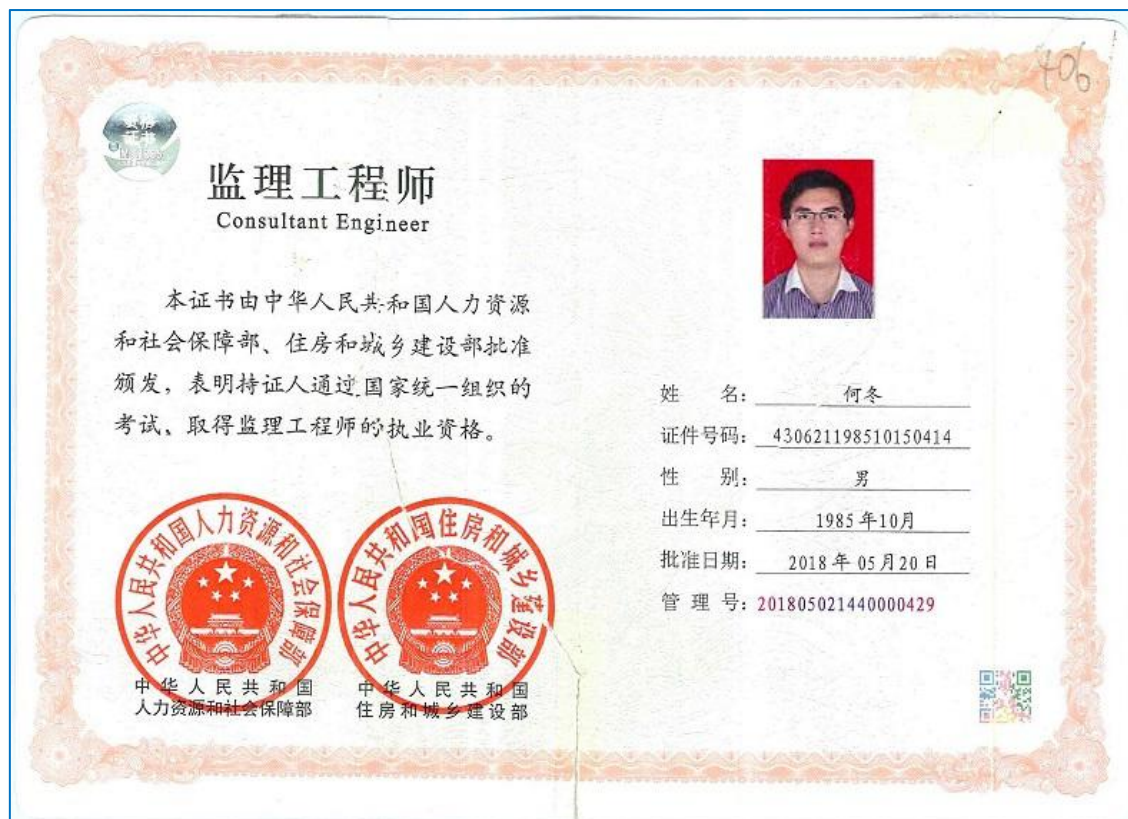 406
监理工程师
Consultant Engineer
本证书由中华人民共和国人力资源
和社会保障部、住房和城乡建设部批准
颁发，表明持证人通过国家统一组织的
考试、取得监理工程师的执业资格。
中华人民共和国人力资源和社会保障部
中华人民共和国住房和城乡建设部
中华人民共和国
人力资源和社会保障部
中华人民共和国
住房和城乡建设部
姓 名：何冬
证件号码：430621198510150414
性 别：男
出生年月：1985年10月
批准日期：2018年05月20日
管 理 号：201805021440000429